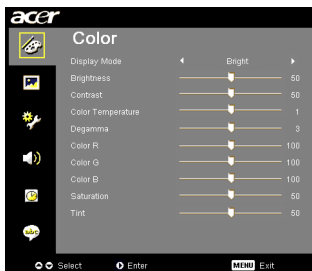 acer
Color
Display Mode Bright
Brightness 50
Contrast 50
Color Temperature 1
Degamma 3
Color R 100
Color G 100
Color B 100
Saturation 50
Tint 50
abc
Select Enter MENU Exit